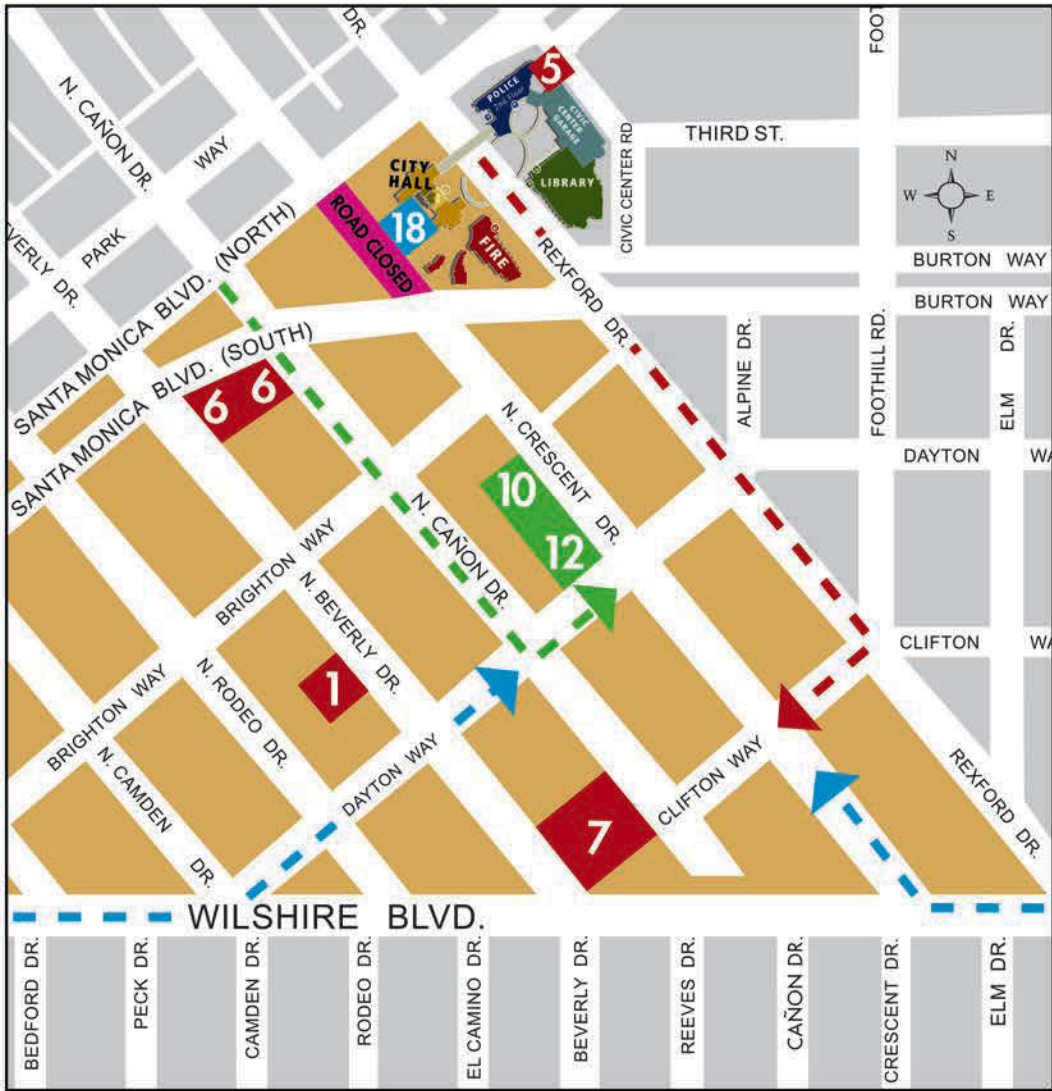 DR.
FOOT
N. CAÑON DR.
WAY
PARK
EVERLY DR.
POLICE
2nd Floor
5
CIVIC
CENTER
GARAGE
LIBRARY
CIVIC CENTER RD
THIRD ST.
N
W E
S
CITY
HALL
18
FIRE
ROAD CLOSED
REXFORD DR.
BURTON WAY
BURTON WAY
SANTA MONICA BLVD. (NORTH)
SANTA MONICA BLVD. (SOUTH)
6 6
ALPINE DR.
FOOTHILL RD.
ELM DR.
DAYTON WA
N. CRESCENT DR.
10
12
N. CAÑON DR.
BRIGHTON WAY
N. BEVERLY DR.
1
CLIFTON WA
BRIGHTON WAY
N. RODEO DR.
N. CAMDEN DR.
DAYTON WAY
CLIFTON WAY
7
REXFORD DR.
WILSHIRE BLVD.
BEDFORD DR.
PECK DR.
CAMDEN DR.
RODEO DR.
EL CAMINO DR.
BEVERLY DR.
REEVES DR.
CAÑON DR.
CRESCENT DR.
ELM DR.